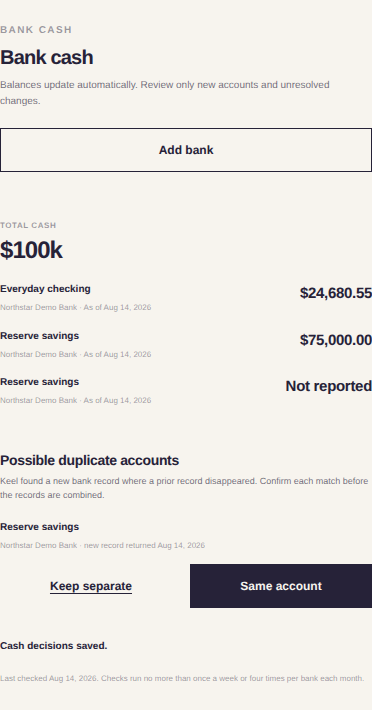 BANK CASH
Bank cash
Balances update automatically. Review only new accounts and unresolved
changes.
Add bank
TOTAL CASH
$100k
Everyday checking
$24,680.55
Northstar Demo Bank · As of Aug 14, 2026
Reserve savings
$75,000.00
Northstar Demo Bank · As of Aug 14, 2026
Reserve savings
Not reported
Northstar Demo Bank · As of Aug 14, 2026
Possible duplicate accounts
Keel found a new bank record where a prior record disappeared. Confirm each match before
the records are combined.
Reserve savings
Northstar Demo Bank · new record returned Aug 14, 2026
Keep separate
Same account
Cash decisions saved.
Last checked Aug 14, 2026. Checks run no more than once a week or four times per bank each month.